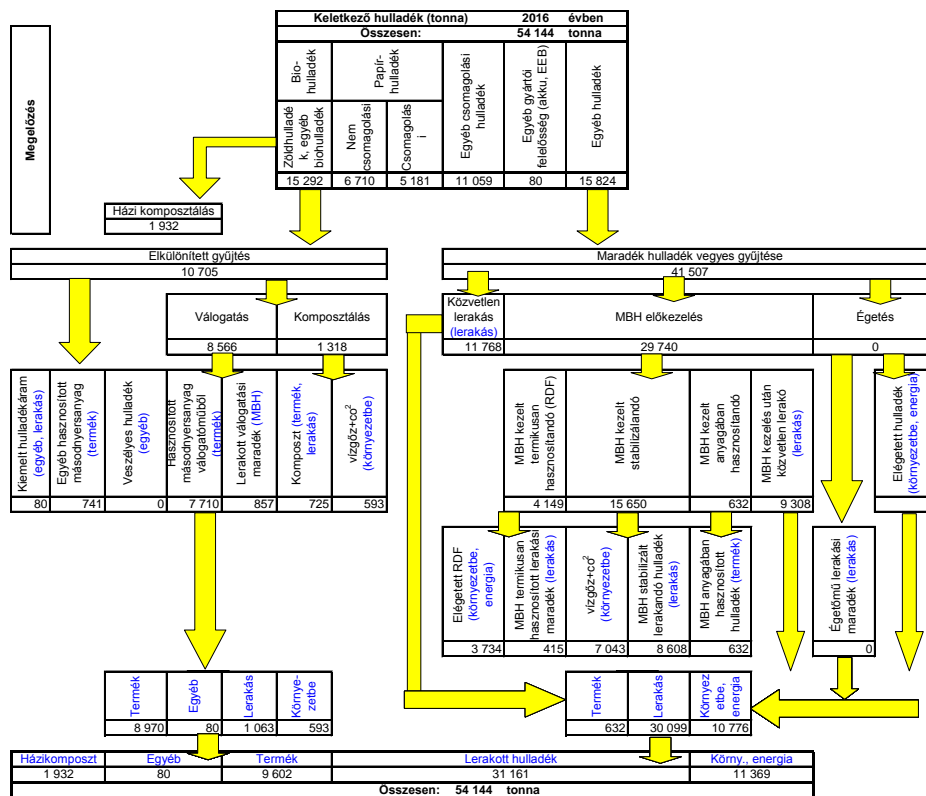 Keletkező hulladék (tonna) 2016 évben
Összesen: 54 144 tonna
Megelőzés
Bio-
hulladék
Papír-
hulladék
Zöldhulladé
k, egyéb
biohulladék
Nem
csomagolási
Csomagolás
i
Egyéb csomagolási
hulladék
Egyéb gyártói
felelősség (akku, EEB)
Egyéb hulladék
15 292 6 710 5 181 11 059 80 15 824
Házi komposztálás
1 932
Elkülönített gyűjtés
10 705
Maradék hulladék vegyes gyűjtése
41 507
Válogatás
8 566
Komposztálás
1 318
Közvetlen
lerakás
(lerakás)
11 768
MBH előkezelés
29 740
Égetés
0
Kiemelt hulladékáram
(egyéb, lerakás)
Egyéb hasznosított
másodnyersanyag
(termék)
Veszélyes hulladék
(egyéb)
Hasznosított
másodnyersanyag
válogatóműből
(termék)
Lerakott válogatási
maradék (MBH)
Komposzt (termék,
lerakás)
vízgőz+co²
(környezetbe)
80 741 0 7 710 857 725 593
MBH kezelt
termikusan
hasznosítandó (RDF)
MBH kezelt
stabilizálandó
MBH kezelt
anyagában
hasznosítandó
MBH kezelés után
közvetlen lerakó
(lerakás)
4 149 15 650 632 9 308
Elégetett hulladék
(környezetbe, energia)
Elégetett RDF
(környezetbe,
energia)
MBH termikusan
hasznosított lerakási
maradék (lerakás)
vízgőz+co²
(környezetbe)
MBH stabilizált
lerakandó hulladék
(lerakás)
MBH anyagában
hasznosított
hulladék (termék)
Égetőmű lerakási
maradék (lerakás)
3 734 415 7 043 8 608 632 0
Termék
Egyéb
Lerakás
Környe-
zetbe
8 970 80 1 063 593
Termék
Lerakás
Környez
etbe,
energia
632 30 099 10 776
Házikomposzt Egyéb Termék Lerakott hulladék Körny., energia
1 932 80 9 602 31 161 11 369
Összesen: 54 144 tonna